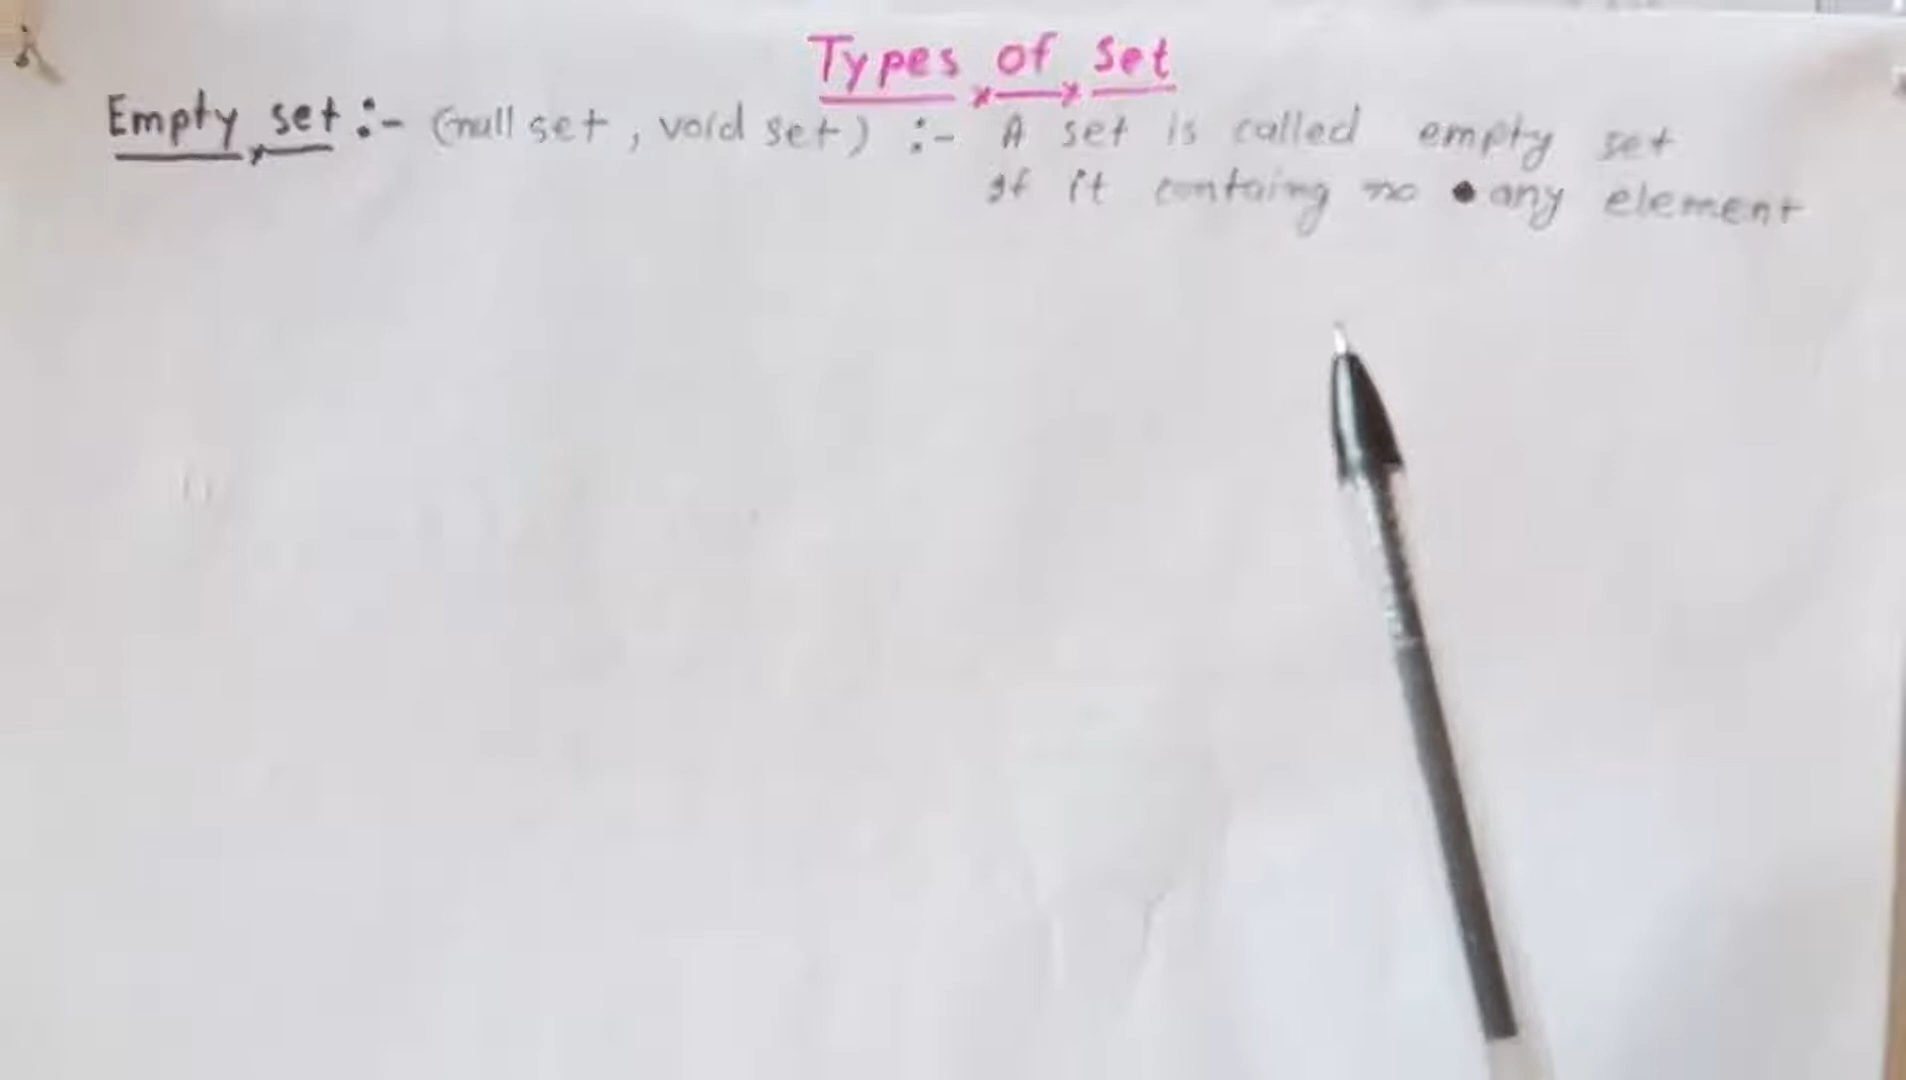 Types of Set
Empty set :- (null set, void set) :- A set is called empty set
If it containg no any element